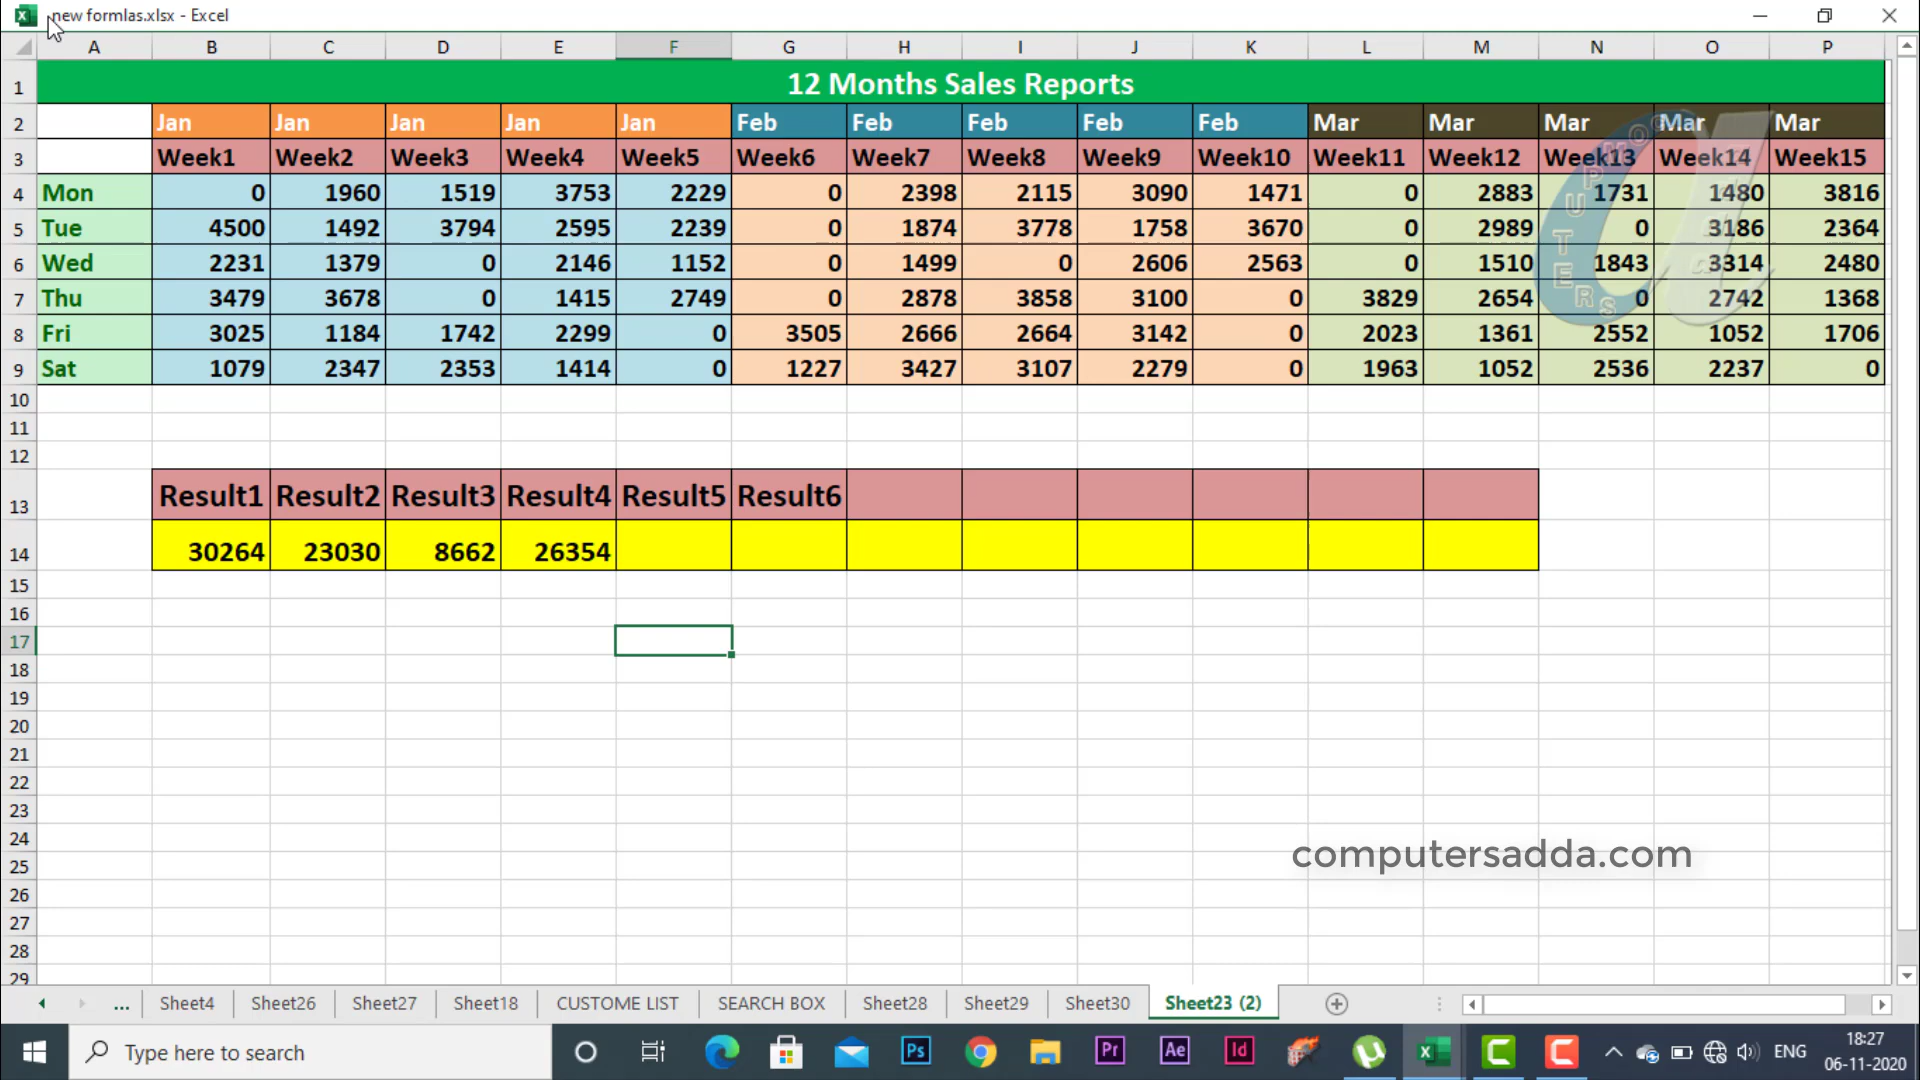 new formlas.xlsx - Excel
A B C D E F G H I J K L M N O P
1 12 Months Sales Reports
2 Jan Jan Jan Jan Jan Feb Feb Feb Feb Feb Mar Mar Mar Mar Mar
3 Week1 Week2 Week3 Week4 Week5 Week6 Week7 Week8 Week9 Week10 Week11 Week12 Week13 Week14 Week15
4 Mon 0 1960 1519 3753 2229 0 2398 2115 3090 1471 0 2883 1731 1480 3816
5 Tue 4500 1492 3794 2595 2239 0 1874 3778 1758 3670 0 2989 0 3186 2364
6 Wed 2231 1379 0 2146 1152 0 1499 0 2606 2563 0 1510 1843 3314 2480
7 Thu 3479 3678 0 1415 2749 0 2878 3858 3100 0 3829 2654 0 2742 1368
8 Fri 3025 1184 1742 2299 0 3505 2666 2664 3142 0 2023 1361 2552 1052 1706
9 Sat 1079 2347 2353 1414 0 1227 3427 3107 2279 0 1963 1052 2536 2237 0
10
11
12
13 Result1 Result2 Result3 Result4 Result5 Result6
14 30264 23030 8662 26354
15
16
17
18
19
20
21
22
23
24
computersadda.com
25
26
27
28
29
... Sheet4 Sheet26 Sheet27 Sheet18 CUSTOME LIST SEARCH BOX Sheet28 Sheet29 Sheet30 Sheet23 (2)
Type here to search
Ps Pr Ae Id
ENG
18:27
06-11-2020